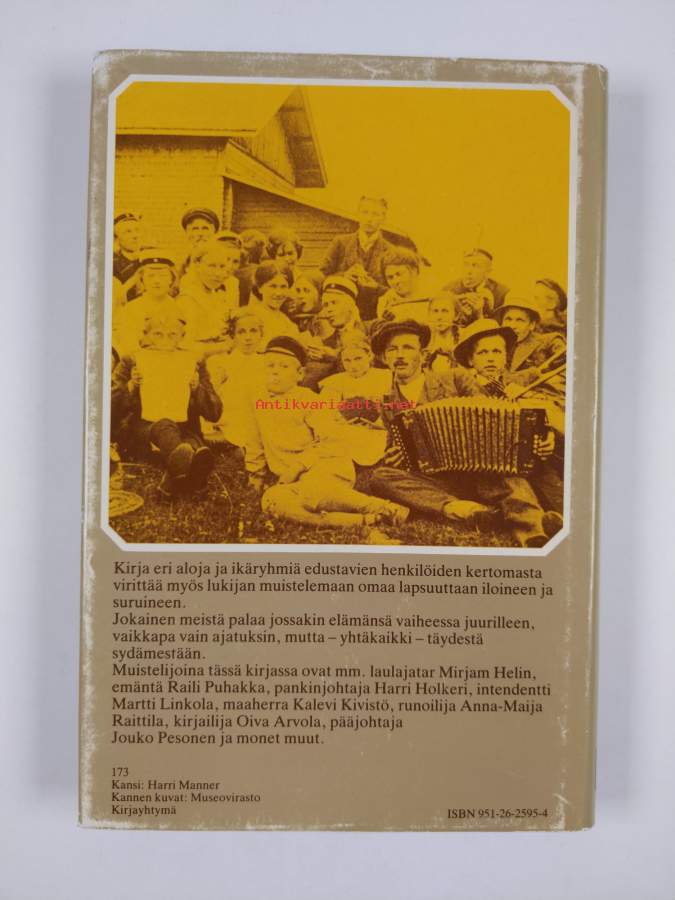 Antikvariaatti.net
Kirja eri aloja ja ikäryhmiä edustavien henkilöiden kertomasta
virittää myös lukijan muistelemaan omaa lapsuuttaan iloineen ja
suruineen.
Jokainen meistä palaa jossakin elämänsä vaiheessa juurilleen,
vaikkapa vain ajatuksin, mutta – yhtäkaikki – täydestä
sydämestään.
Muistelijoina tässä kirjassa ovat mm. laulajatar Mirjam Helin,
emäntä Raili Puhakka, pankinjohtaja Harri Holkeri, intendentti
Martti Linkola, maaherra Kalevi Kivistö, runoilija Anna-Maija
Raittila, kirjailija Oiva Arvola, pääjohtaja
Jouko Pesonen ja monet muut.
173
Kansi: Harri Manner
Kannen kuvat: Museovirasto
Kirjayhtymä
ISBN 951-26-2595-4